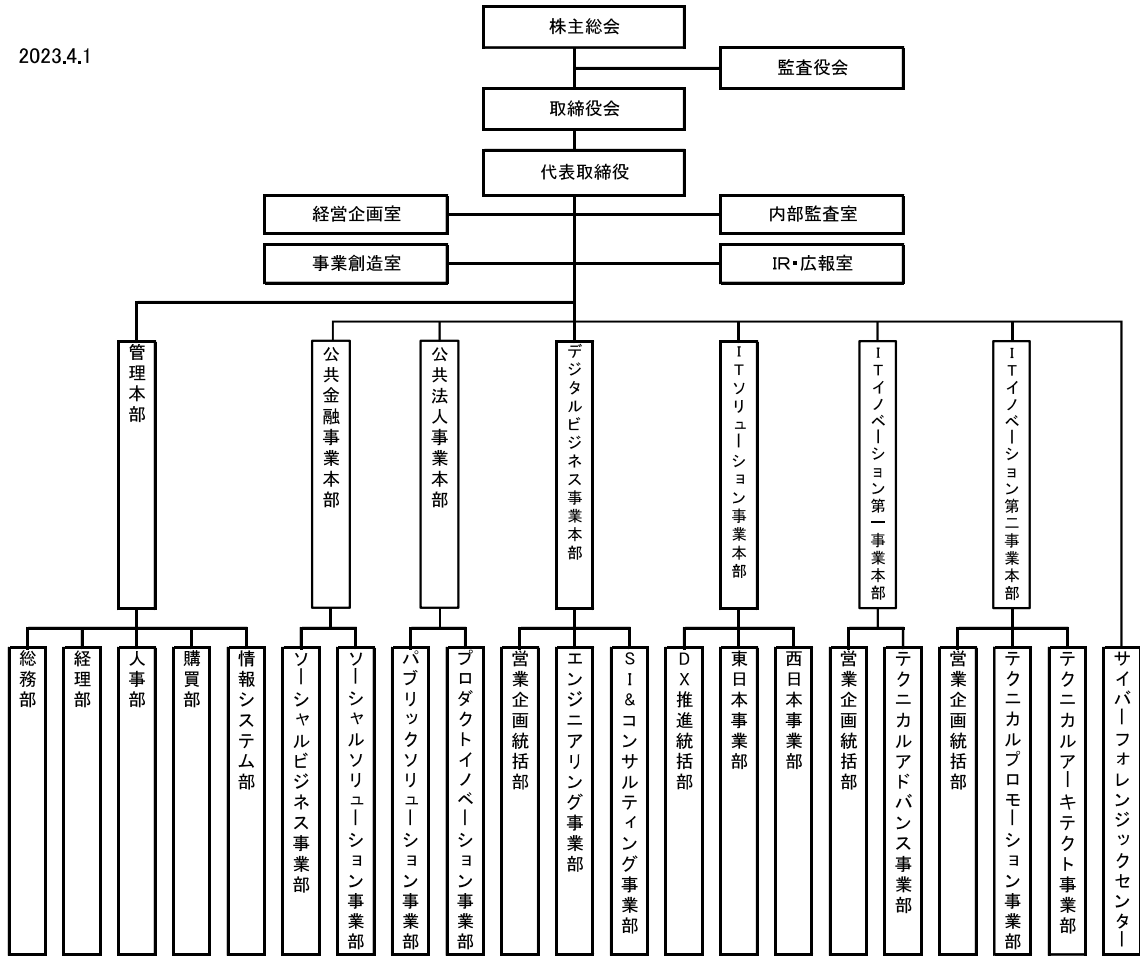 2023.4.1
株主総会
監査役会
取締役会
代表取締役
経営企画室
内部監査室
事業創造室
IR・広報室
管理本部
公共金融事業本部
公共法人事業本部
デジタルビジネス事業本部
ITソリューション事業本部
ITイノベーション第一事業本部
ITイノベーション第二事業本部
総務部
経理部
人事部
購買部
情報システム部
ソーシャルビジネス事業部
ソーシャルソリューション事業部
パブリックソリューション事業部
プロダクトイノベーション事業部
営業企画統括部
エンジニアリング事業部
SI&コンサルティング事業部
DX推進統括部
東日本事業部
西日本事業部
営業企画統括部
テクニカルアドバンス事業部
営業企画統括部
テクニカルプロモーション事業部
テクニカルアーキテクト事業部
サイバーフォレンジックセンター